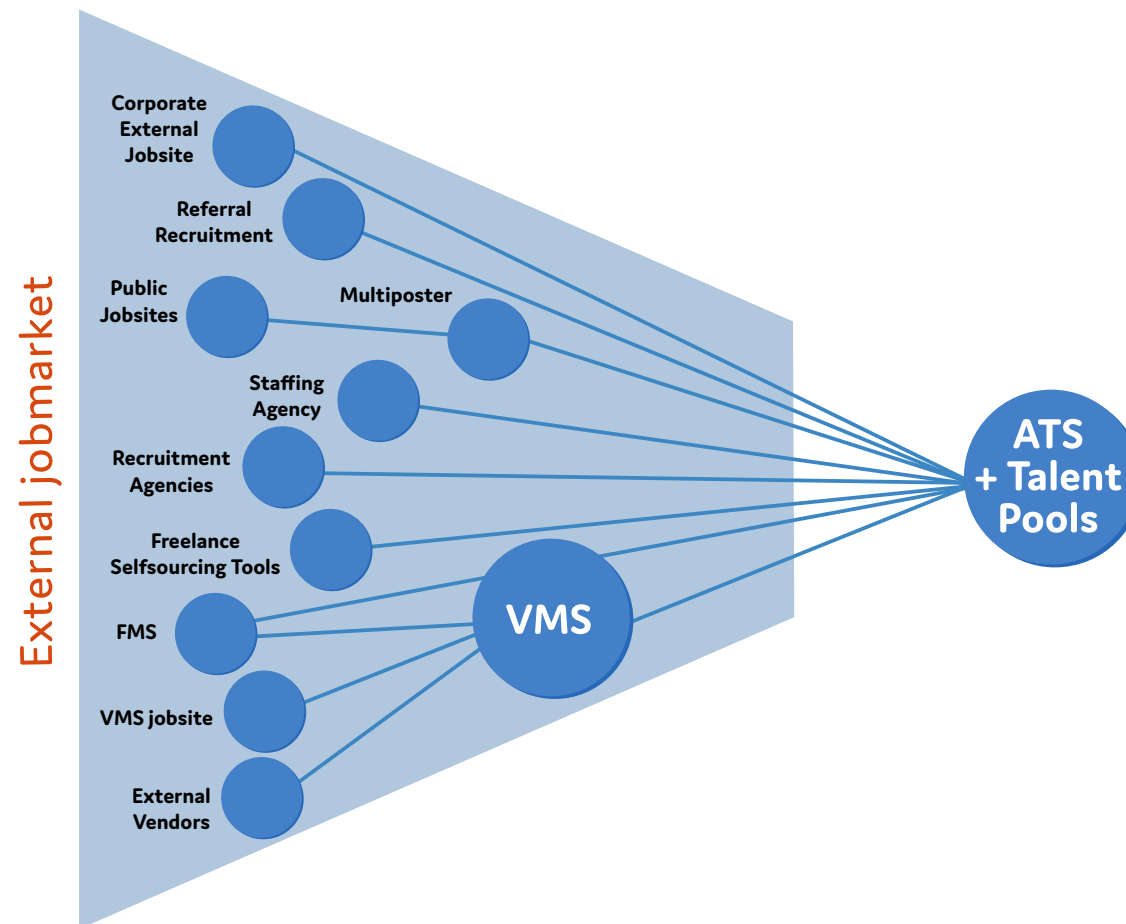 External jobmarket
Corporate
External
Jobsite
Referral
Recruitment
Public
Jobsites
Multiposter
Staffing
Agency
Recruitment
Agencies
Freelance
Selfsourcing Tools
FMS
VMS
VMS jobsite
External
Vendors
ATS
+ Talent
Pools